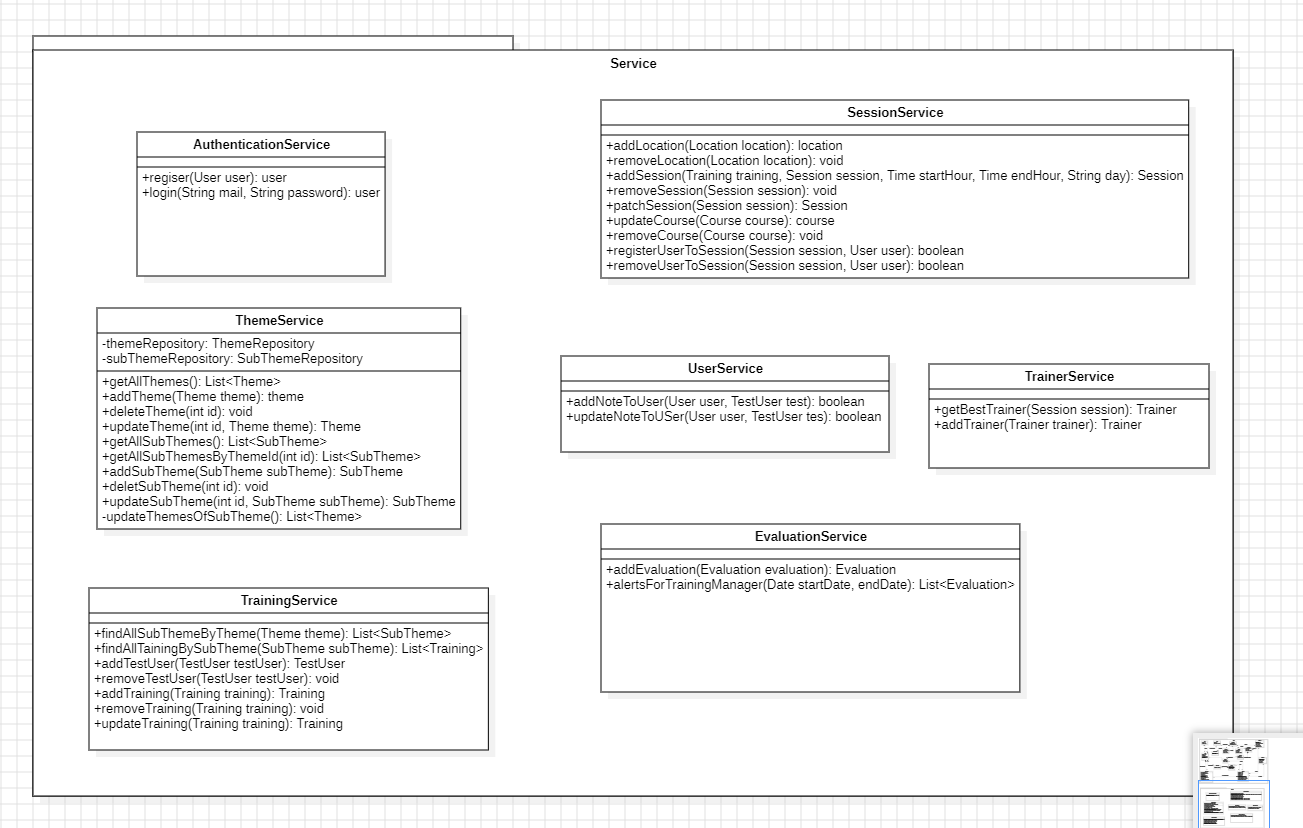 Service
AuthenticationService
+regiser(User user): user
+login(String mail, String password): user
SessionService
+addLocation(Location location): location
+removeLocation(Location location): void
+addSession(Training training, Session session, Time startHour, Time endHour, String day): Session
+removeSession(Session session): void
+patchSession(Session session): Session
+updateCourse(Course course): course
+removeCourse(Course course): void
+registerUserToSession(Session session, User user): boolean
+removeUserToSession(Session session, User user): boolean
ThemeService
-themeRepository: ThemeRepository
-subThemeRepository: SubThemeRepository
+getAllThemes(): List<Theme>
+addTheme(Theme theme): theme
+deleteTheme(int id): void
+updateTheme(int id, Theme theme): Theme
+getAllSubThemes(): List<SubTheme>
+getAllSubThemesByThemeId(int id): List<SubTheme>
+addSubTheme(SubTheme subTheme): SubTheme
+deletSubTheme(int id): void
+updateSubTheme(int id, SubTheme subTheme): SubTheme
-updateThemesOfSubTheme(): List<Theme>
UserService
+addNoteToUser(User user, TestUser test): boolean
+updateNoteToUSer(User user, TestUser tes): boolean
TrainerService
+getBestTrainer(Session session): Trainer
+addTrainer(Trainer trainer): Trainer
EvaluationService
+addEvaluation(Evaluation evaluation): Evaluation
+alertsForTrainingManager(Date startDate, endDate): List<Evaluation>
TrainingService
+findAllSubThemeByTheme(Theme theme): List<SubTheme>
+findAllTainingBySubTheme(SubTheme subTheme): List<Training>
+addTestUser(TestUser testUser): TestUser
+removeTestUser(TestUser testUser): void
+addTraining(Training training): Training
+removeTraining(Training training): void
+updateTraining(Training training): Training